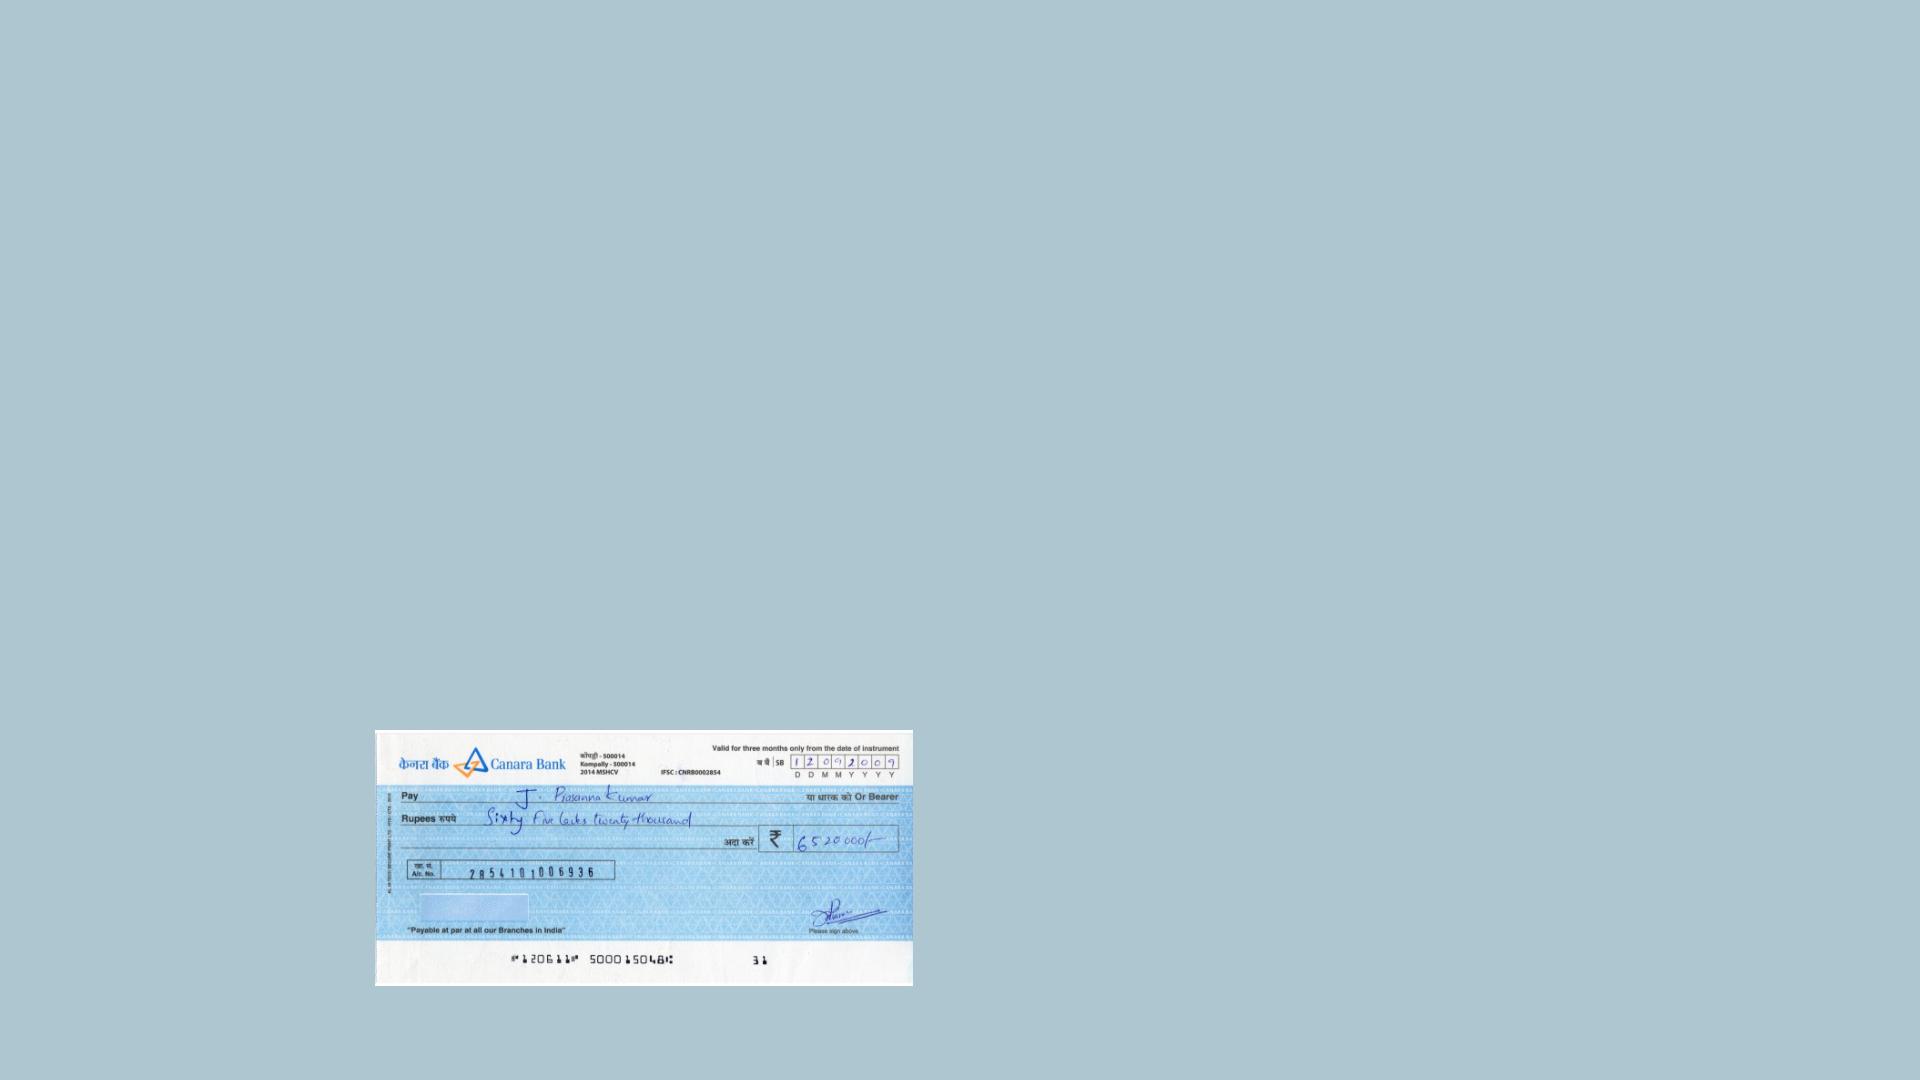 Valid for three months only from the date of instrument
केनरा बैंक Canara Bank
कोंपल्ली - 500014
Kompally - 500014
2014 MSHCV
IFSC : CNRB0002854
ब बैं SB 1 2 0 9 2 0 0 9
D D M M Y Y Y Y
Pay J. Prasanna Kumar या धारक को Or Bearer
Rupees रुपये Sixty Five lacks twenty thousand
अदा करें ₹ 6520000/-
खा. सं.
A/c. No. 2854101006936
Please sign above
"Payable at par at all our Branches in India"
⑈120611⑈ 500015048⑆ 31